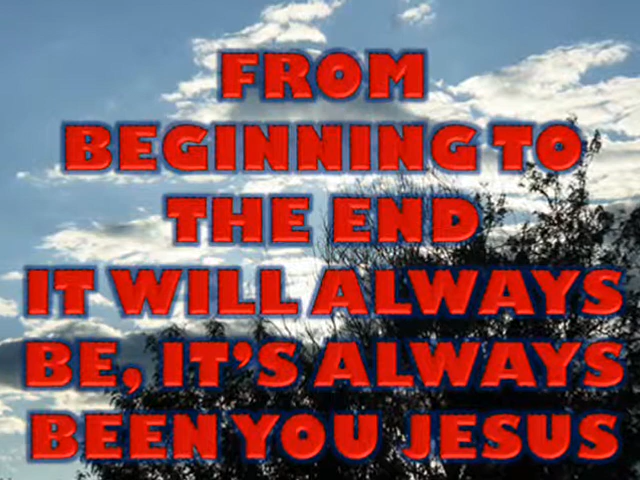 FROM
BEGINNING TO
THE END
IT WILL ALWAYS
BE, IT'S ALWAYS
BEEN YOU JESUS